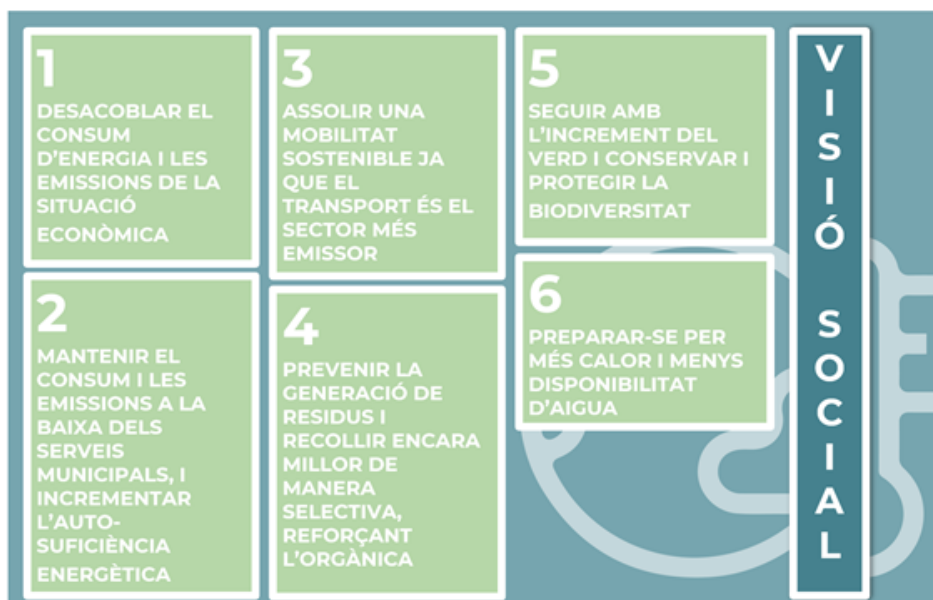 1
DESACOBLAR EL
CONSUM
D'ENERGIA I LES
EMISSIONS DE LA
SITUACIÓ
ECONÒMICA
2
MANTENIR EL
CONSUM I LES
EMISSIONS A LA
BAIXA DELS
SERVEIS
MUNICIPALS, I
INCREMENTAR
L'AUTO-
SUFICIÈNCIA
ENERGÈTICA
3
ASSOLIR UNA
MOBILITAT
SOSTENIBLE JA
QUE EL
TRANSPORT ÉS EL
SECTOR MÉS
EMISSOR
4
PREVENIR LA
GENERACIÓ DE
RESIDUS I
RECOLLIR ENCARA
MILLOR DE
MANERA
SELECTIVA,
REFORÇANT
L'ORGÀNICA
5
SEGUIR AMB
L'INCREMENT DEL
VERD I CONSERVAR I
PROTEGIR LA
BIODIVERSITAT
6
PREPARAR-SE PER
MÉS CALOR I MENYS
DISPONIBILITAT
D'AIGUA
VISIÓ SOCIAL